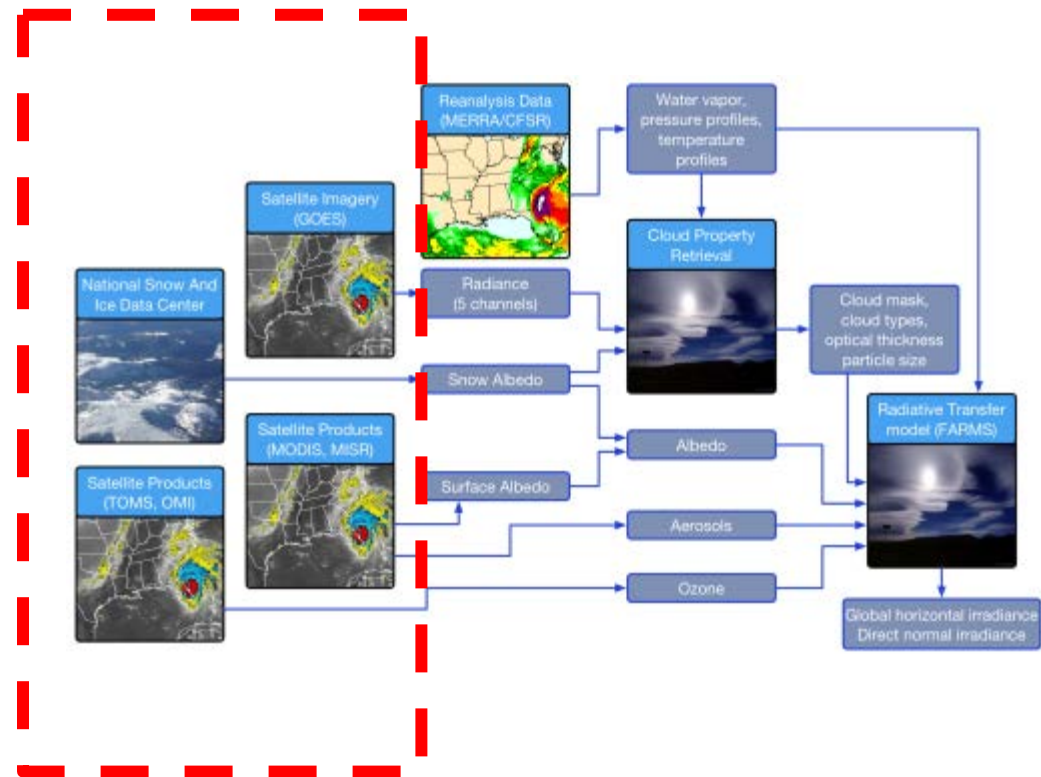 Reanalysis Data
(MERRA/CFSR)
Water vapor,
pressure profiles,
temperature
profiles
Satellite Imagery
(GOES)
Cloud Property
Retrieval
National Snow And
Ice Data Center
Radiance
(5 channels)
Cloud mask,
cloud types,
optical thickness
particle size
Snow Albedo
Satellite Products
(MODIS, MISR)
Albedo
Radiative Transfer
model (FARMS)
Satellite Products
(TOMS, OMI)
Surface Albedo
Aerosols
Ozone
Global horizontal irradiance
Direct normal irradiance